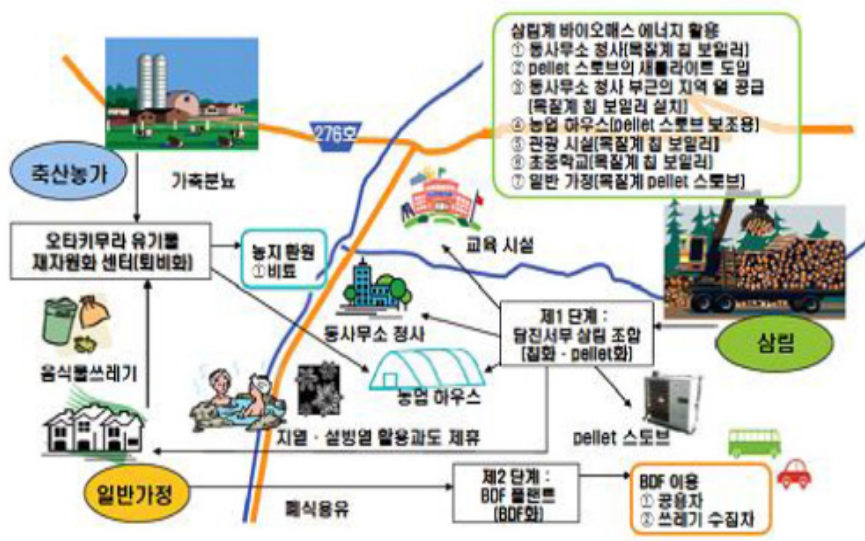 삼림계 바이오매스 에너지 활용
① 동사무소 청사(목질계 칩 보일러)
② pellet 스토브의 새틀라이트 도입
③ 동사무소 청사 부근의 지역 열 공급
(목질계 칩 보일러 설치)
④ 농업 하우스(pellet 스토브 보조용)
⑤ 관광 시설(목질계 칩 보일러)
⑥ 초중학교(목질계 칩 보일러)
⑦ 일반 가정(목질계 pellet 스토브)
276호
축산농가
가축분뇨
오타키무라 유기물
재자원화 센터(퇴비화)
농지 환원
① 비료
교육 시설
동사무소 청사
제1 단계 :
담진서무 삼림 조합
(칩화 · pellet화)
삼림
음식물쓰레기
농업 하우스
지열 · 설빙열 활용과도 제휴
pellet 스토브
일반가정
폐식용유
제2 단계 :
BDF 플랜트
(BDF화)
BDF 이용
① 공용차
② 쓰레기 수집차